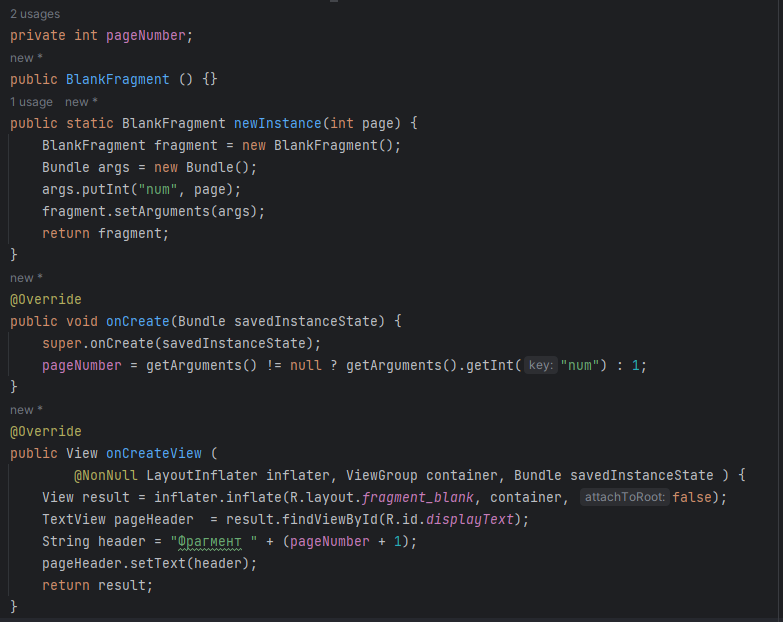 2 usages
private int pageNumber;
new *
public BlankFragment () {}
1 usage new *
public static BlankFragment newInstance(int page) {
BlankFragment fragment = new BlankFragment();
Bundle args = new Bundle();
args.putInt("num", page);
fragment.setArguments(args);
return fragment;
}
new *
@Override
public void onCreate(Bundle savedInstanceState) {
super.onCreate(savedInstanceState);
pageNumber = getArguments() != null ? getArguments().getInt( key: "num") : 1;
}
new *
@Override
public View onCreateView (
@NonNull LayoutInflater inflater, ViewGroup container, Bundle savedInstanceState ) {
View result = inflater.inflate(R.layout.fragment_blank, container, attachToRoot: false);
TextView pageHeader  = result.findViewById(R.id.displayText);
String header = "Фрагмент " + (pageNumber + 1);
pageHeader.setText(header);
return result;
}